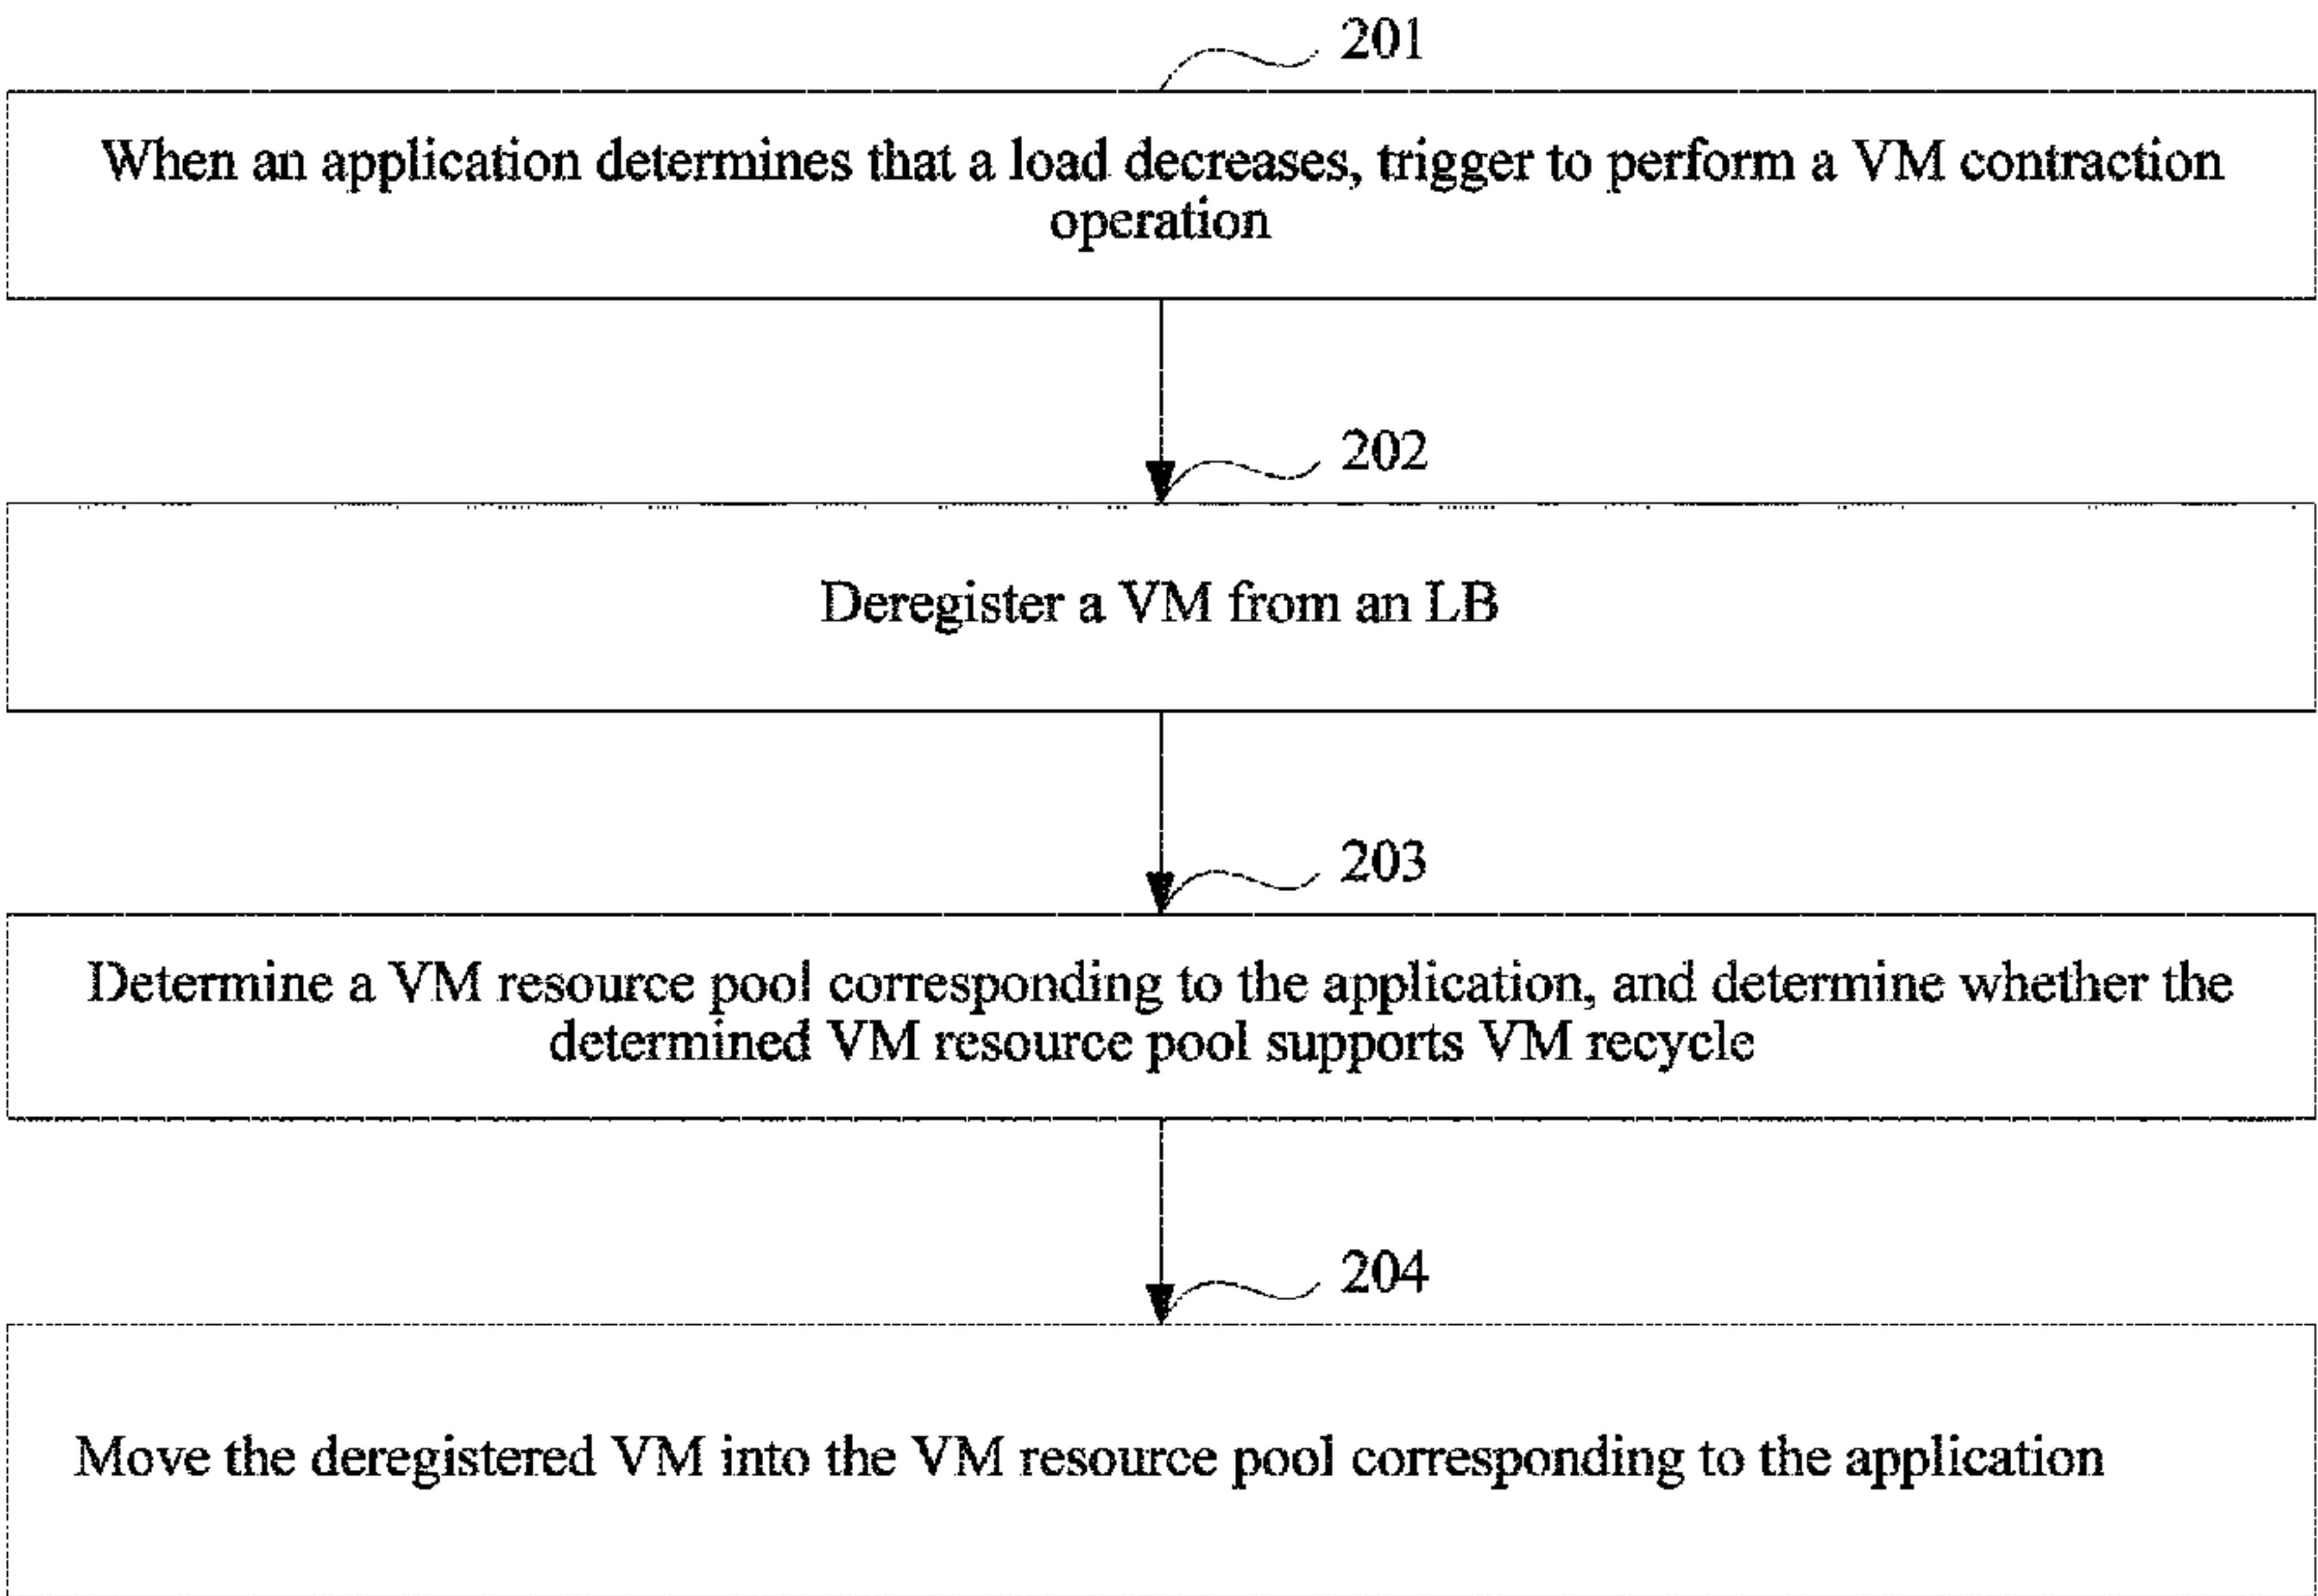 201
When an application determines that a load decreases, trigger to perform a VM contraction
operation
202
Deregister a VM from an LB
203
Determine a VM resource pool corresponding to the application, and determine whether the
determined VM resource pool supports VM recycle
204
Move the deregistered VM into the VM resource pool corresponding to the application